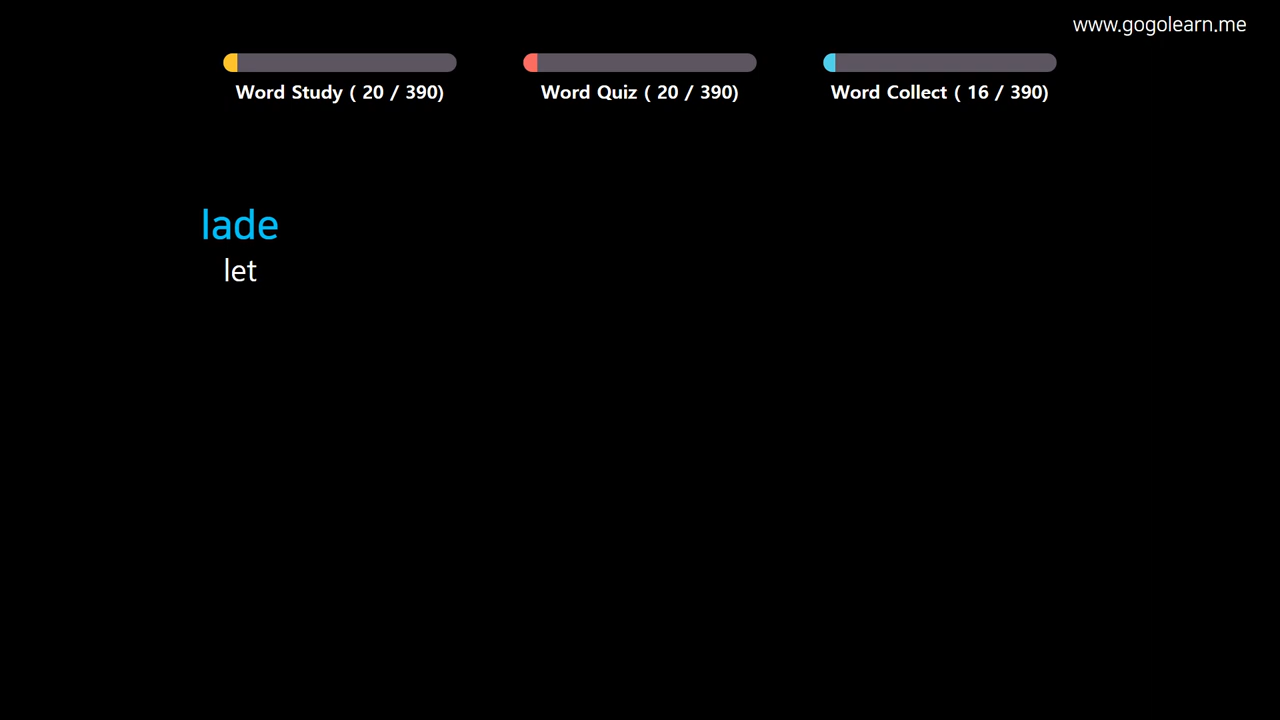 www.gogolearn.me
Word Study ( 20 / 390)
Word Quiz ( 20 / 390)
Word Collect ( 16 / 390)
lade
let